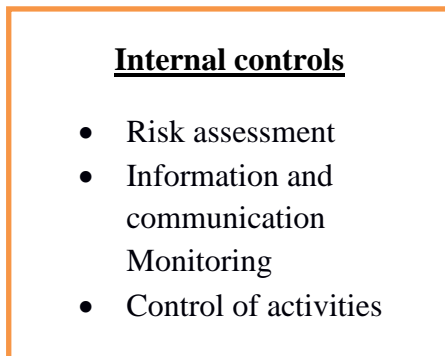 Internal controls
• Risk assessment
• Information and
communication
Monitoring
• Control of activities